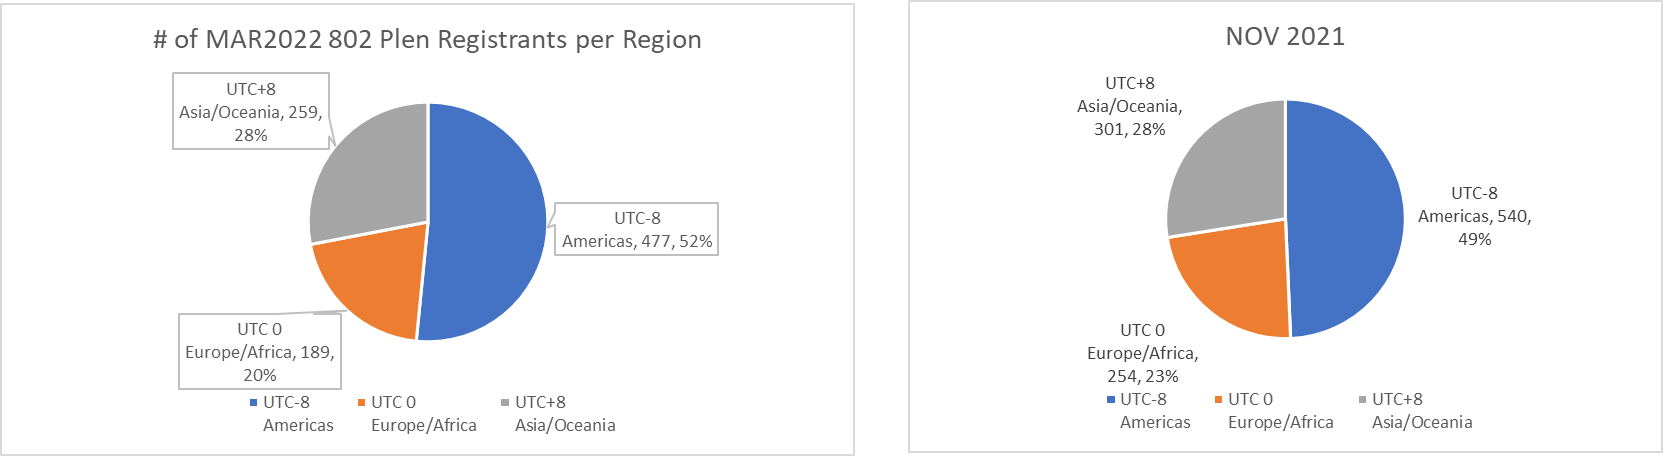 # of MAR2022 802 Plen Registrants per Region
UTC+8
Asia/Oceania, 259,
28%
UTC-8
Americas, 477, 52%
UTC 0
Europe/Africa, 189,
20%
UTC-8
Americas
UTC 0
Europe/Africa
UTC+8
Asia/Oceania
NOV 2021
UTC+8
Asia/Oceania,
301, 28%
UTC-8
Americas, 540,
49%
UTC 0
Europe/Africa,
254, 23%
UTC-8
Americas
UTC 0
Europe/Africa
UTC+8
Asia/Oceania